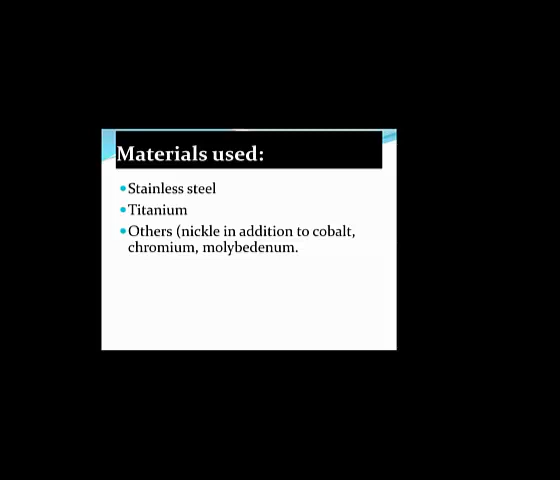 Materials used:
Stainless steel
Titanium
Others (nickle in addition to cobalt,
chromium, molybedenum.